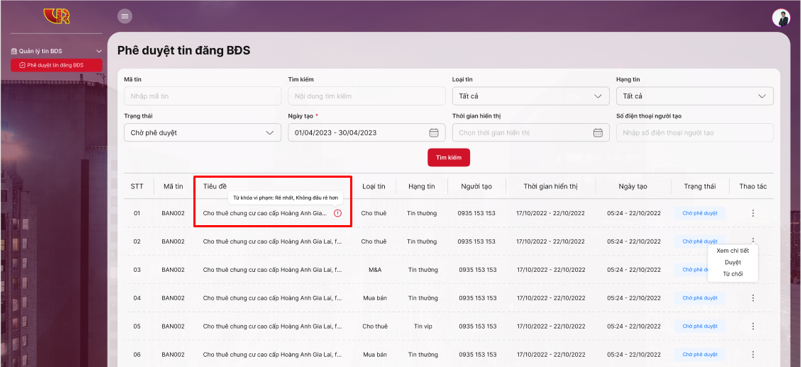 Quản lý tin BĐS
Phê duyệt tin đăng BĐS
Phê duyệt tin đăng BĐS
Mã tin
Tìm kiếm
Loại tin
Hạng tin
Nhập mã tin
Nội dung tìm kiếm
Tất cả
Tất cả
Trạng thái
Ngày tạo *
Thời gian hiển thị
Số điện thoại người tạo
Chờ phê duyệt
01/04/2023 - 30/04/2023
Chọn thời gian hiển thị
Nhập số điện thoại người tạo
Tìm kiếm
STT Mã tin Tiêu đề Loại tin Hạng tin Người tạo Thời gian hiển thị Ngày tạo Trạng thái Thao tác
Từ khóa vi phạm: Rẻ nhất, Không đâu rẻ hơn
01 BAN002 Cho thuê chung cư cao cấp Hoàng Anh Gia... Cho thuê Tin thường 0935 153 153 17/10/2022 - 22/10/2022 05:24 - 22/10/2022 Chờ phê duyệt
02 BAN002 Cho thuê chung cư cao cấp Hoàng Anh Gia Lai, f... Cho thuê Tin thường 0935 153 153 17/10/2022 - 22/10/2022 05:24 - 22/10/2022 Chờ phê duyệt
Xem chi tiết
Duyệt
Từ chối
03 BAN002 Cho thuê chung cư cao cấp Hoàng Anh Gia Lai, f... M&A Tin thường 0935 153 153 17/10/2022 - 22/10/2022 05:24 - 22/10/2022 Chờ phê d
04 BAN002 Cho thuê chung cư cao cấp Hoàng Anh Gia Lai, f... Mua bán Tin thường 0935 153 153 17/10/2022 - 22/10/2022 05:24 - 22/10/2022 Chờ phê duyệt
05 BAN002 Cho thuê chung cư cao cấp Hoàng Anh Gia Lai, f... Cho thuê Tin vip 0935 153 153 17/10/2022 - 22/10/2022 05:24 - 22/10/2022 Chờ phê duyệt
06 BAN002 Cho thuê chung cư cao cấp Hoàng Anh Gia Lai, f... Mua bán Tin thường 0935 153 153 17/10/2022 - 22/10/2022 05:24 - 22/10/2022 Chờ phê duyệt